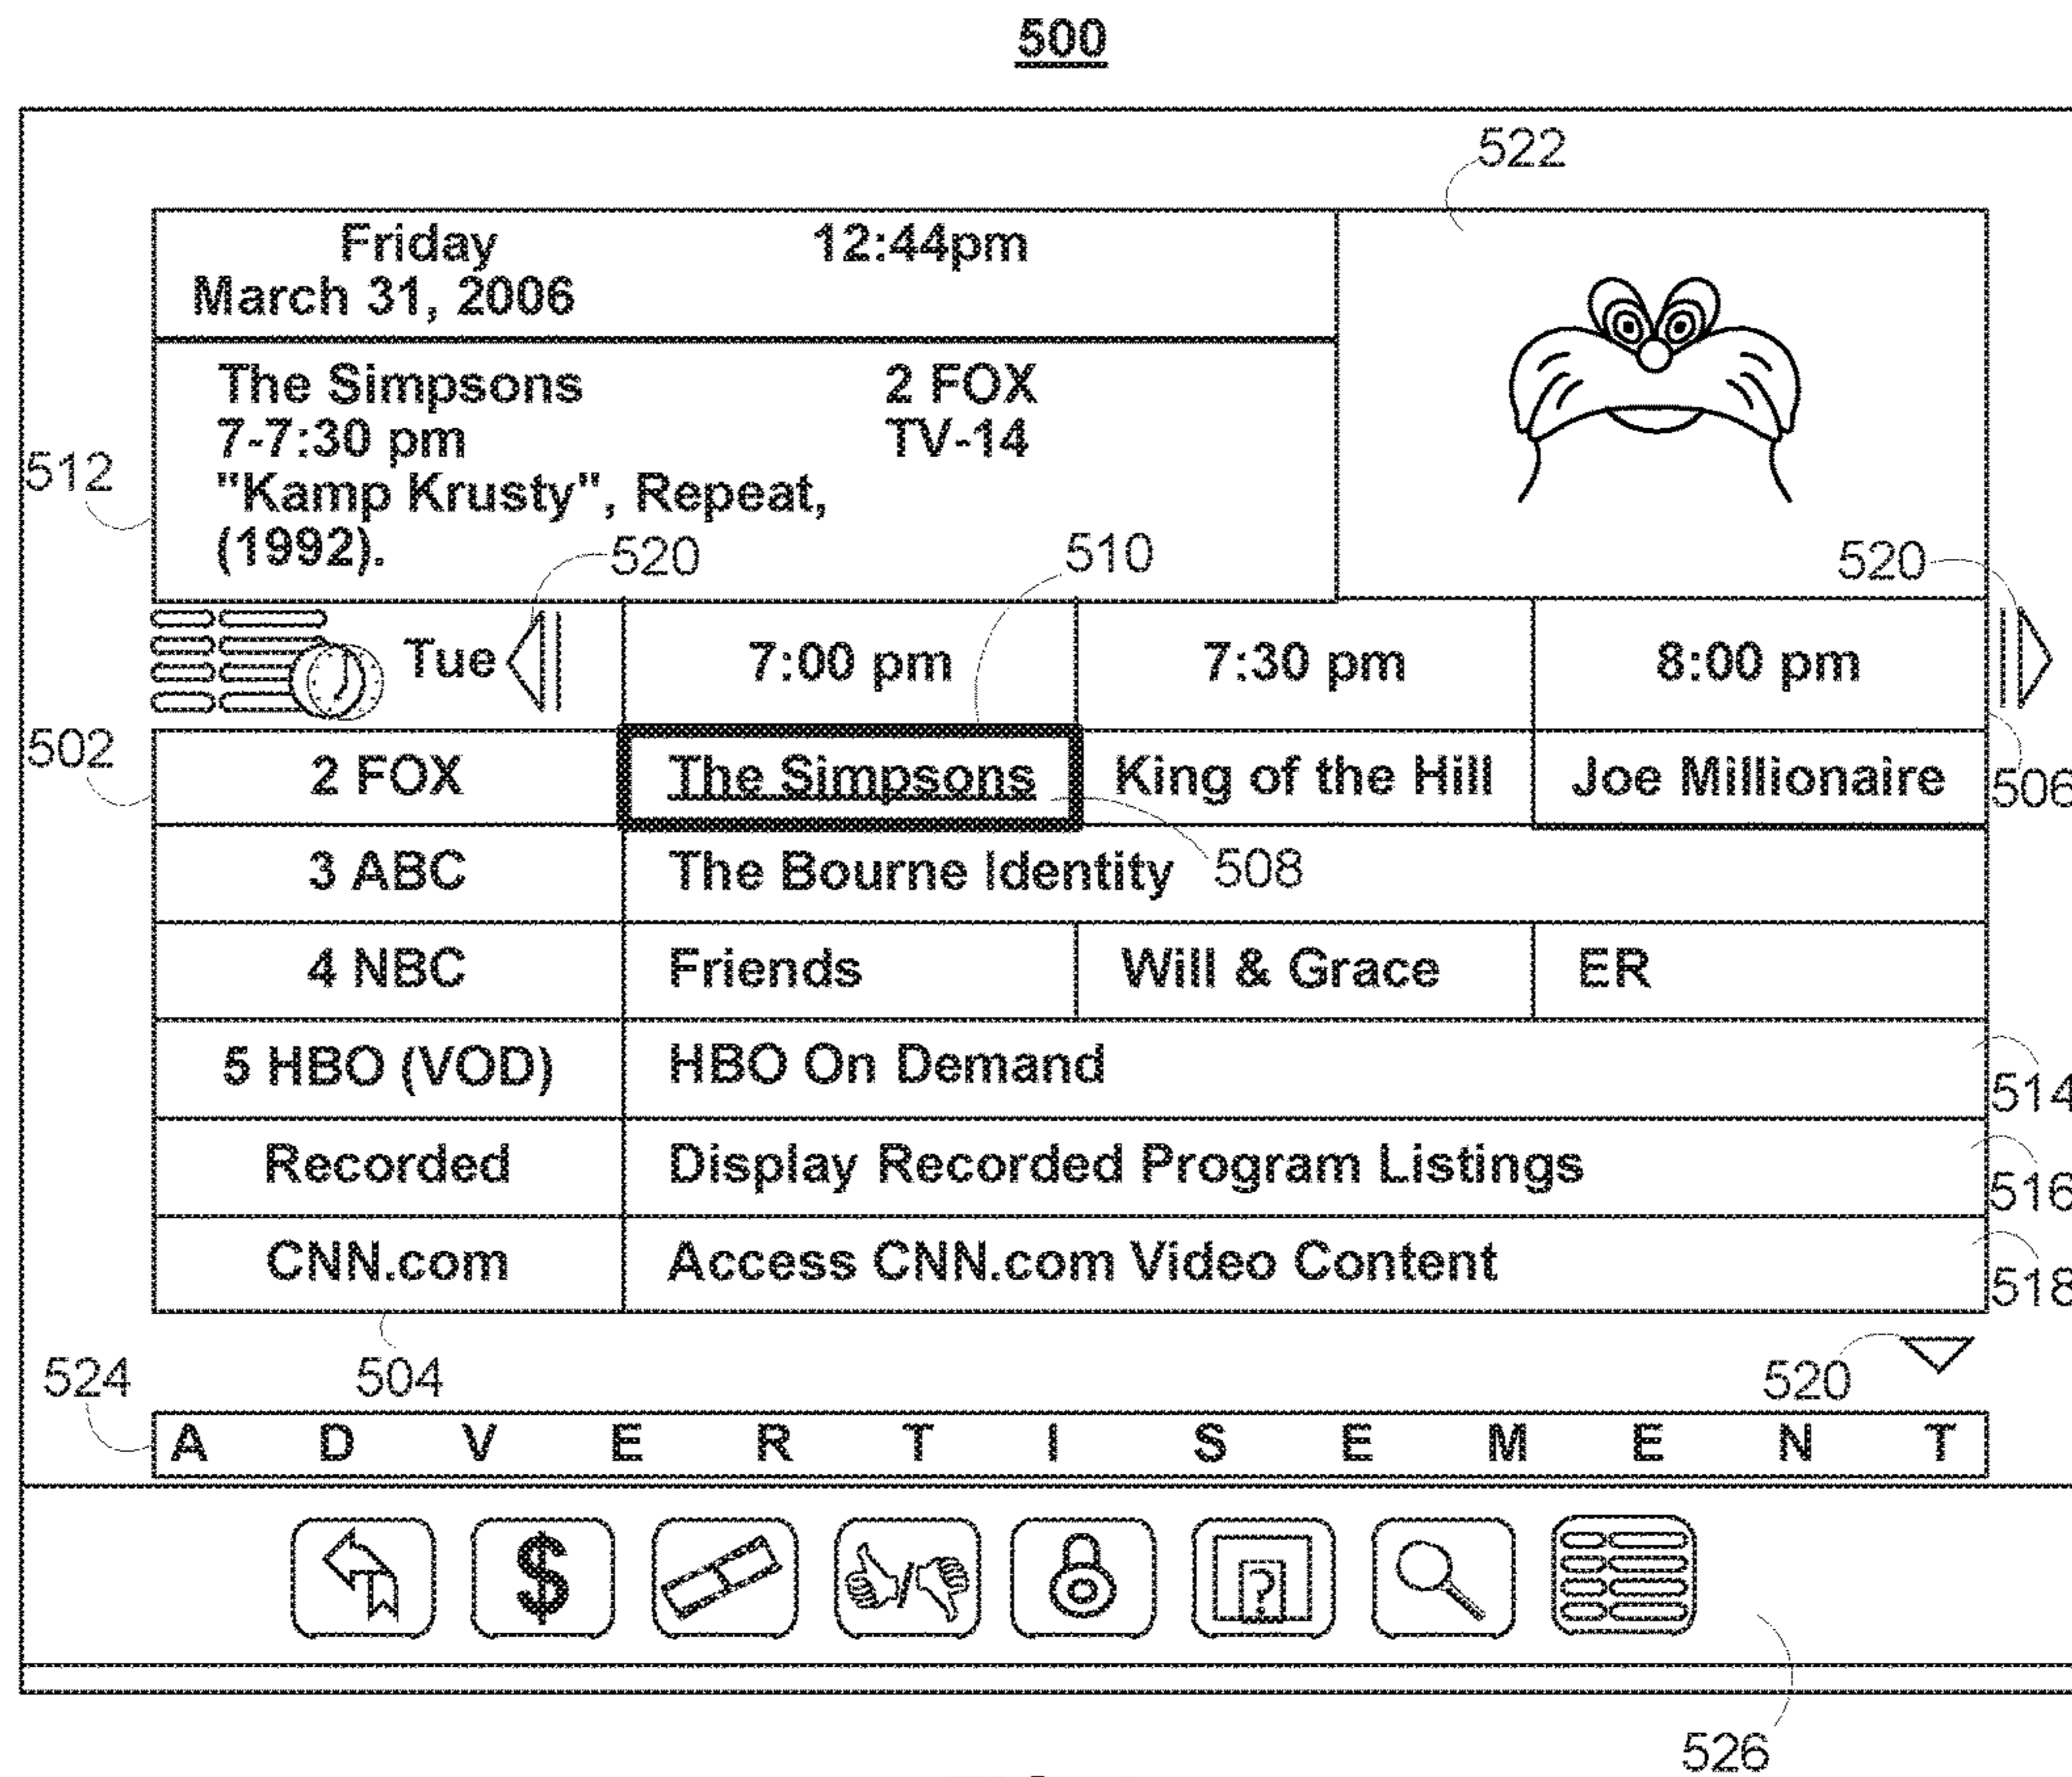 500
522
Friday 12:44pm
March 31, 2006
The Simpsons 2 FOX
7-7:30 pm TV-14
512
"Kamp Krusty", Repeat,
(1992).
520 510 520
Tue 7:00 pm 7:30 pm 8:00 pm
502
2 FOX The Simpsons King of the Hill Joe Millionaire
506
3 ABC The Bourne Identity 508
4 NBC Friends Will & Grace ER
5 HBO (VOD) HBO On Demand
514
Recorded Display Recorded Program Listings
516
CNN.com Access CNN.com Video Content
518
524 504 520
A D V E R T I S E M E N T
$ ?
526